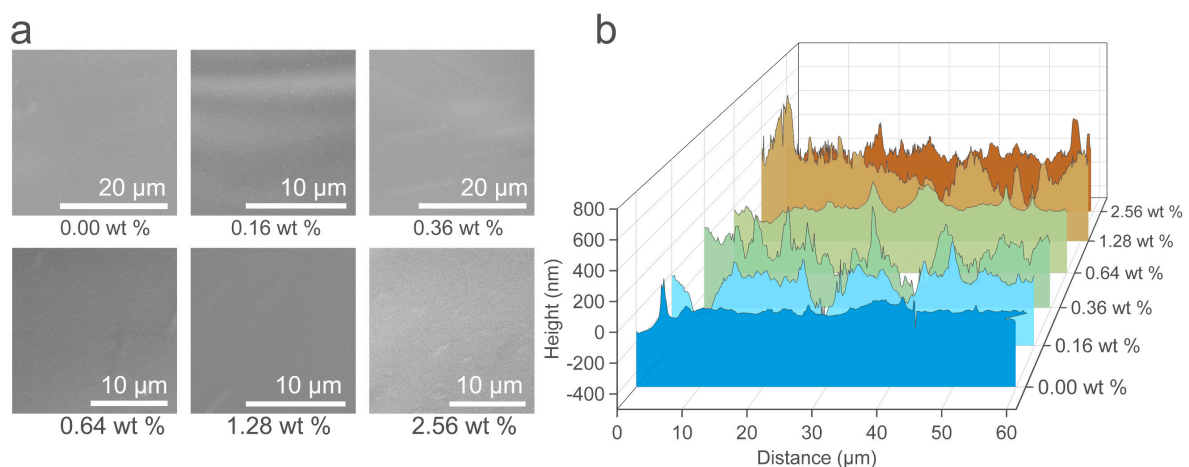 a
20 µm
0.00 wt %
10 µm
0.16 wt %
20 µm
0.36 wt %
10 µm
0.64 wt %
10 µm
1.28 wt %
10 µm
2.56 wt %
b
Height (nm)
800
600
400
200
0
-200
-400
0 10 20 30 40 50 60
Distance (µm)
2.56 wt %
1.28 wt %
0.64 wt %
0.36 wt %
0.16 wt %
0.00 wt %